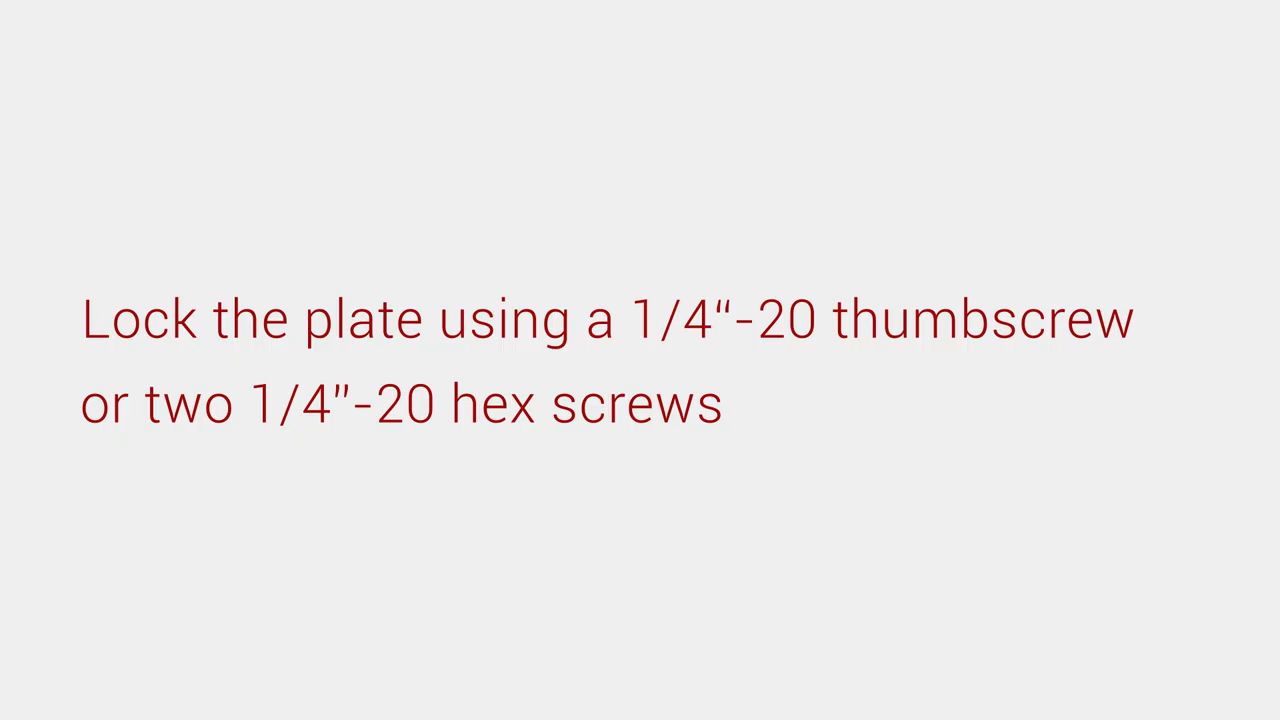 Lock the plate using a 1/4“-20 thumbscrew
or two 1/4”-20 hex screws